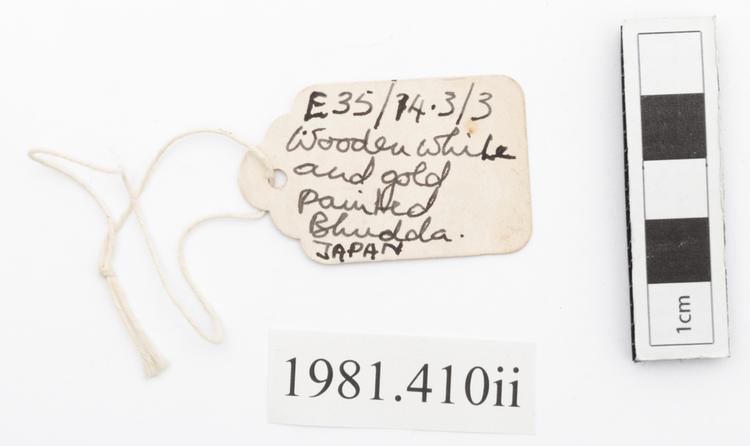 E35/74.3/3
Wooden white
and gold
painted
Bhudda.
JAPAN
1981.410ii
1cm